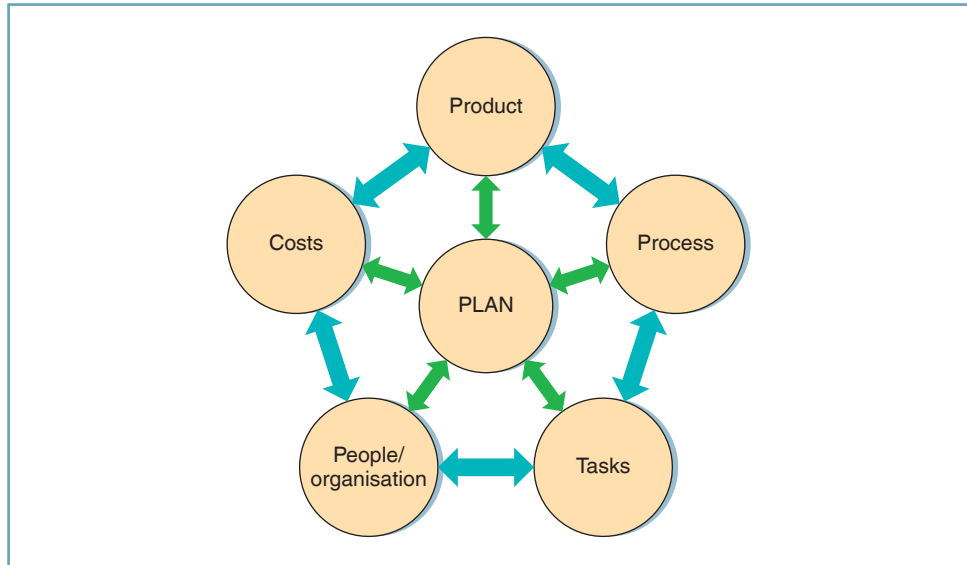 Product
Costs
Process
PLAN
People/
organisation
Tasks